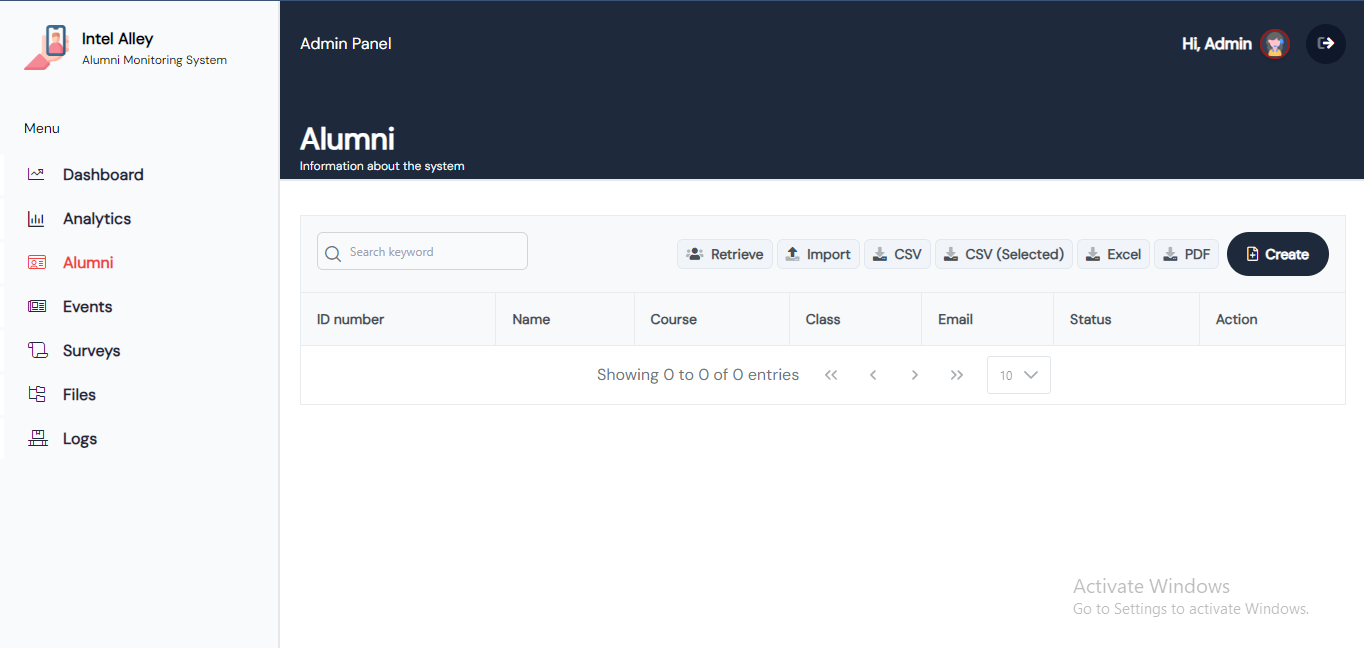 Intel Alley
Alumni Monitoring System
Admin Panel
Hi, Admin
Menu
Dashboard
Analytics
Alumni
Events
Surveys
Files
Logs
Alumni
Information about the system
Search keyword
Retrieve
Import
CSV
CSV (Selected)
Excel
PDF
Create
ID number
Name
Course
Class
Email
Status
Action
Showing 0 to 0 of 0 entries
10
Activate Windows
Go to Settings to activate Windows.